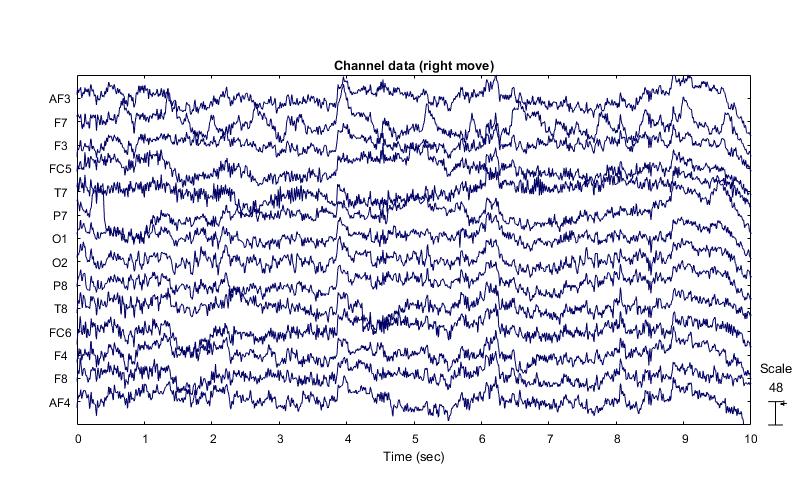 Channel data (right move)
AF3
F7
F3
FC5
T7
P7
O1
O2
P8
T8
FC6
F4
F8
AF4
Scale
48
0 1 2 3 4 5 6 7 8 9 10
Time (sec)